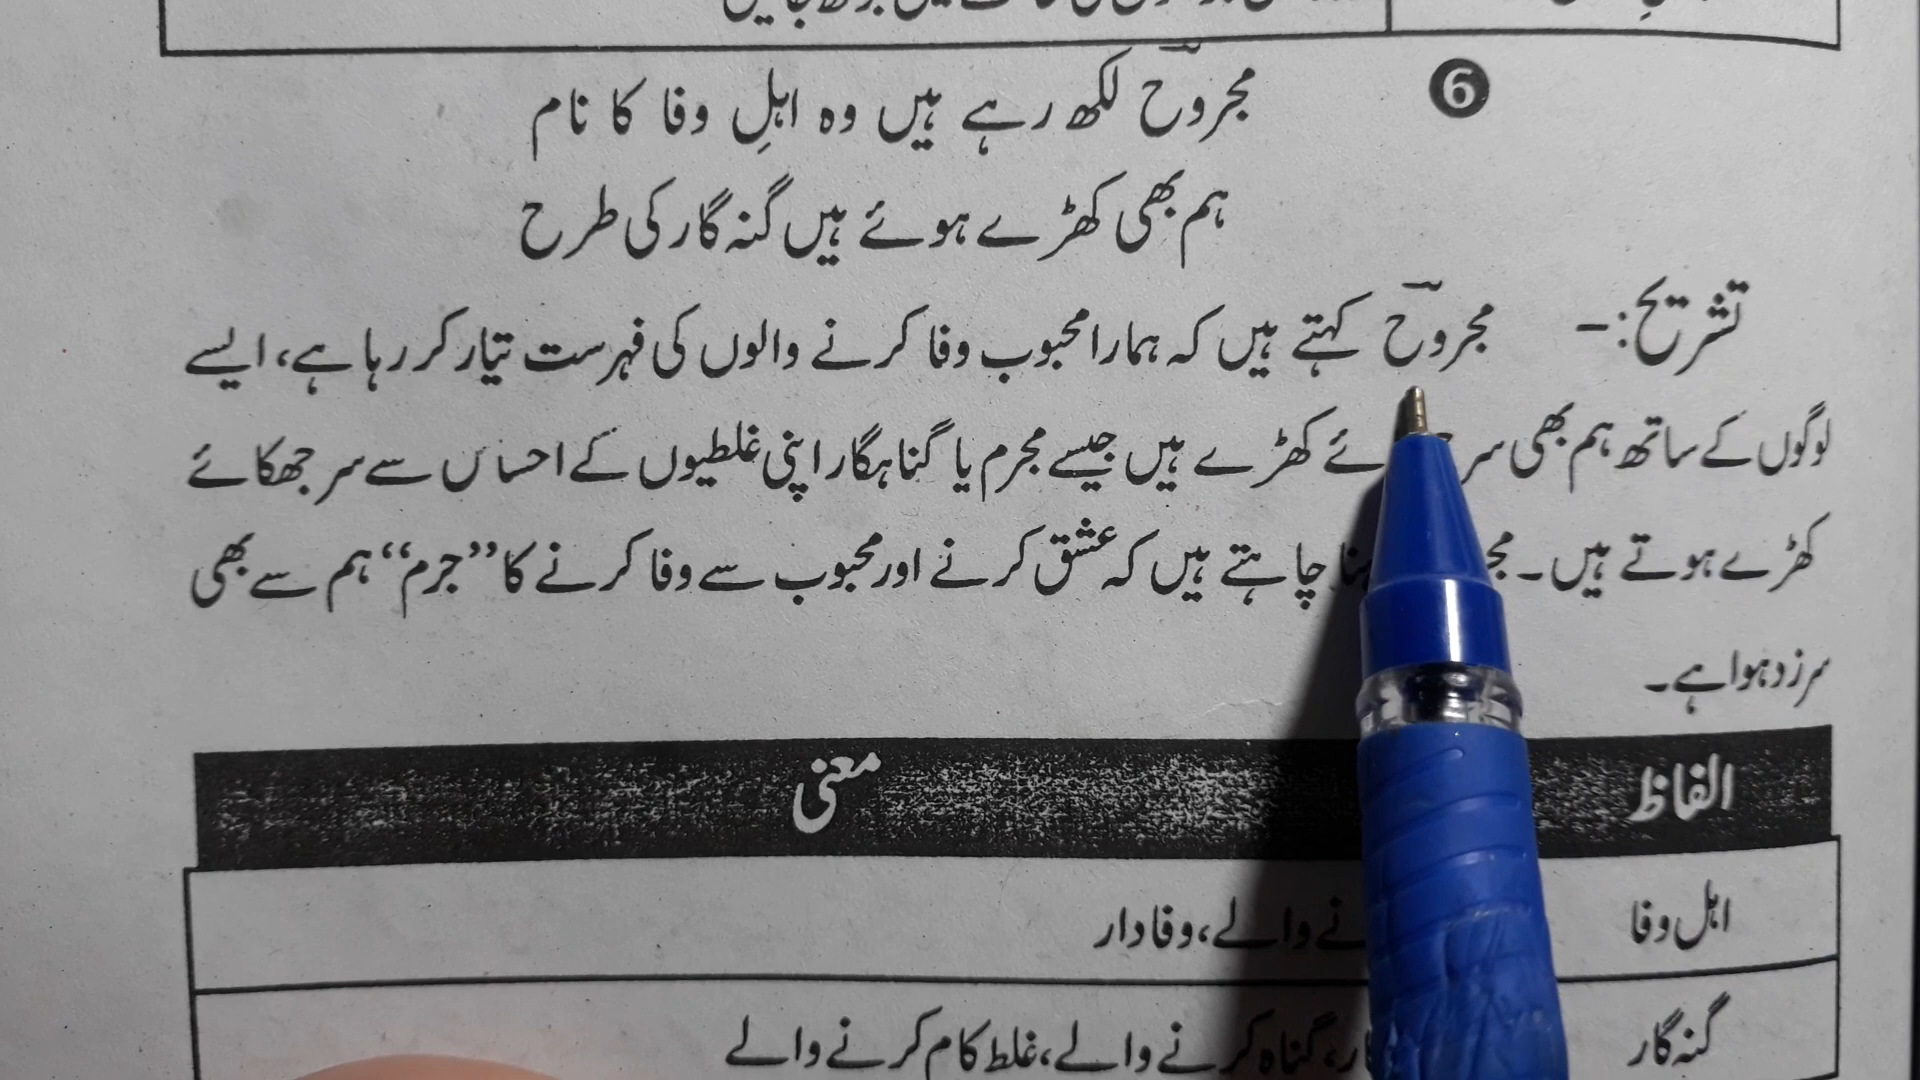 6
مجروحؔ لکھ رہے ہیں وہ اہلِ وفا کا نام
ہم بھی کھڑے ہوئے ہیں گنہ گار کی طرح
تشریح:- مجروحؔ کہتے ہیں کہ ہمارا محبوب وفا کرنے والوں کی فہرست تیار کر رہا ہے، ایسے
لوگوں کے ساتھ ہم بھی سر کھڑے ہیں جیسے مجرم یا گناہگار اپنی غلطیوں کے احساس سے سر جھکائے
کھڑے ہوتے ہیں۔ چاہتے ہیں کہ عشق کرنے اور محبوب سے وفا کرنے کا ”جرم“ ہم سے بھی
سرزد ہوا ہے۔
الفاظ معنی
اہل وفا نے والے، وفادار
گنہ گار گناہ کرنے والے، غلط کام کرنے والے